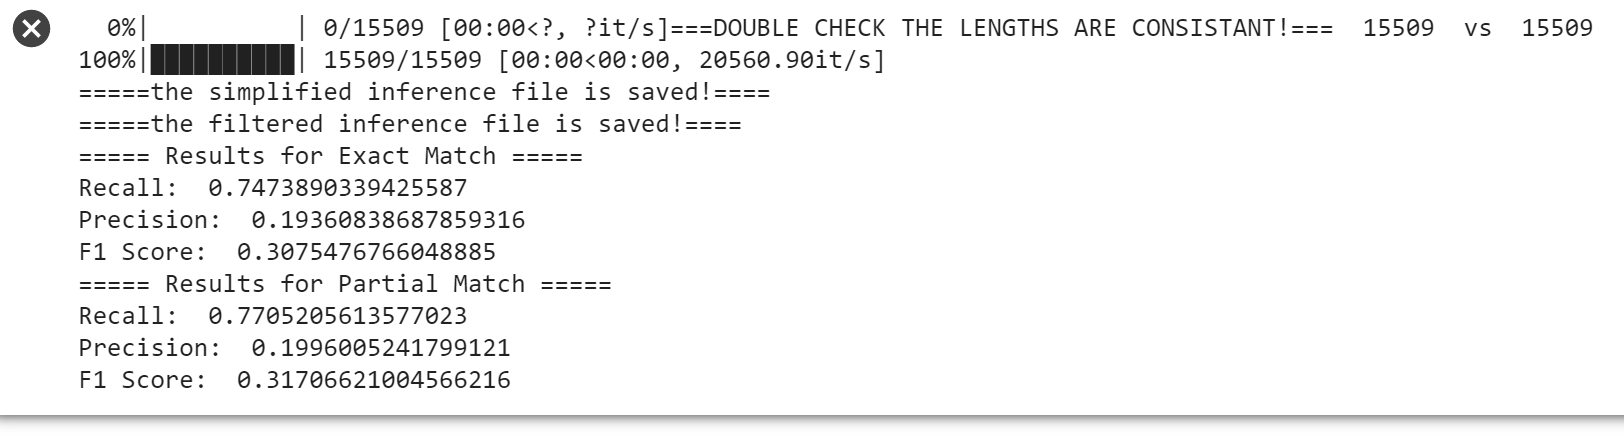 0%|          | 0/15509 [00:00<?, ?it/s]===DOUBLE CHECK THE LENGTHS ARE CONSISTANT!===  15509  vs  15509
100%|██████████| 15509/15509 [00:00<00:00, 20560.90it/s]
=====the simplified inference file is saved!====
=====the filtered inference file is saved!====
===== Results for Exact Match =====
Recall:  0.7473890339425587
Precision:  0.19360838687859316
F1 Score:  0.3075476766048885
===== Results for Partial Match =====
Recall:  0.7705205613577023
Precision:  0.1996005241799121
F1 Score:  0.31706621004566216